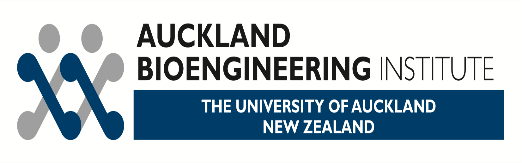 AUCKLAND
BIOENGINEERING INSTITUTE
THE UNIVERSITY OF AUCKLAND
NEW ZEALAND